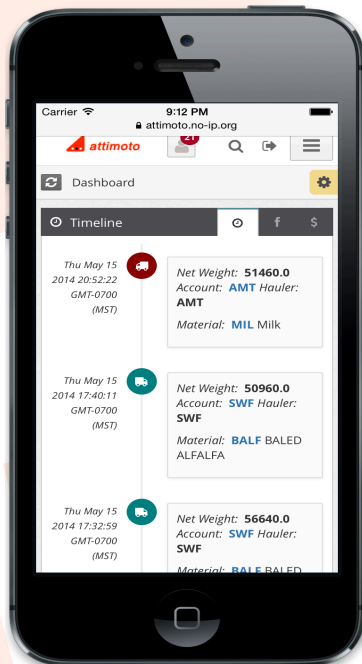 Carrier 9:12 PM
attimoto.no-ip.org
attimoto 21
Dashboard
Timeline f $
Thu May 15
2014 20:52:22
GMT-0700
(MST)
Net Weight: 51460.0
Account: AMT Hauler:
AMT
Material: MIL Milk
Thu May 15
2014 17:40:11
GMT-0700
(MST)
Net Weight: 50960.0
Account: SWF Hauler:
SWF
Material: BALF BALED
ALFALFA
Thu May 15
2014 17:32:59
GMT-0700
(MST)
Net Weight: 56640.0
Account: SWF Hauler:
SWF
Material: BALF BALED